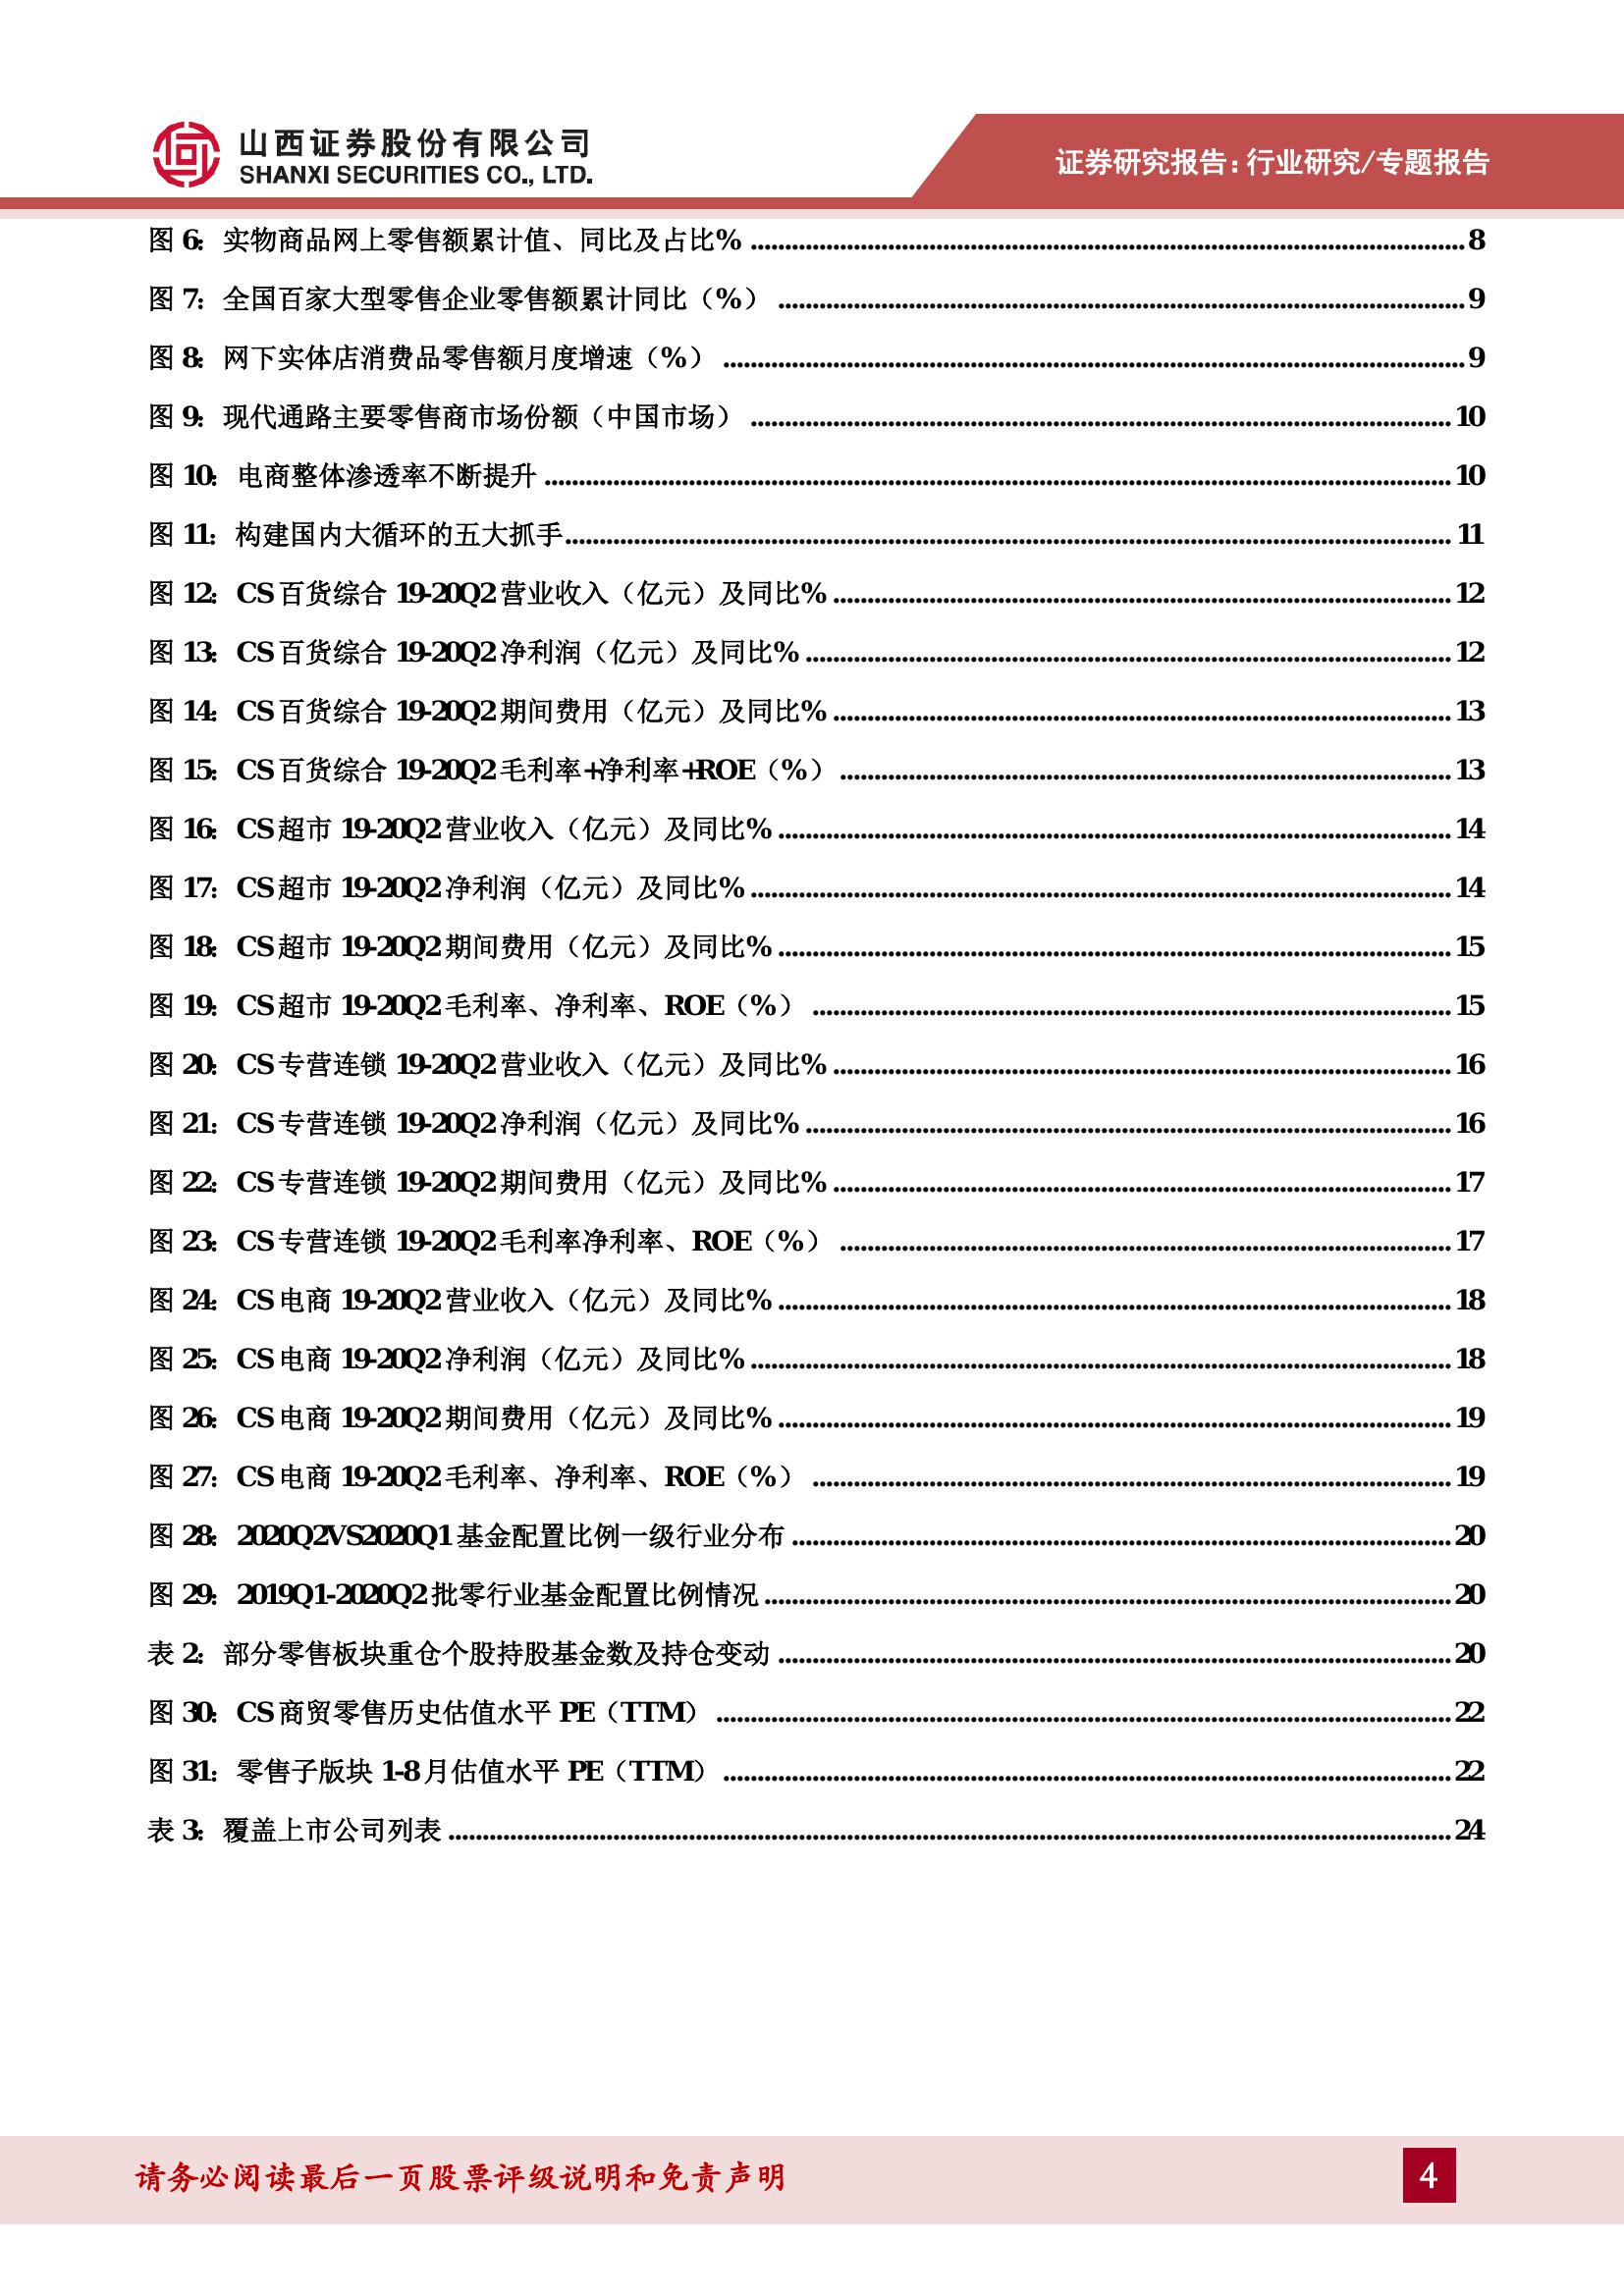 山西证券股份有限公司
SHANXI SECURITIES CO., LTD.
证券研究报告：行业研究/专题报告
图 6：实物商品网上零售额累计值、同比及占比%........8
图 7：全国百家大型零售企业零售额累计同比（%）........9
图 8：网下实体店消费品零售额月度增速（%）........9
图 9：现代通路主要零售商市场份额（中国市场）........10
图 10：电商整体渗透率不断提升........10
图 11：构建国内大循环的五大抓手........11
图 12：CS 百货综合 19-20Q2 营业收入（亿元）及同比%........12
图 13：CS 百货综合 19-20Q2 净利润（亿元）及同比%........12
图 14：CS 百货综合 19-20Q2 期间费用（亿元）及同比%........13
图 15：CS 百货综合 19-20Q2 毛利率+净利率+ROE（%）........13
图 16：CS 超市 19-20Q2 营业收入（亿元）及同比%........14
图 17：CS 超市 19-20Q2 净利润（亿元）及同比%........14
图 18：CS 超市 19-20Q2 期间费用（亿元）及同比%........15
图 19：CS 超市 19-20Q2 毛利率、净利率、ROE（%）........15
图 20：CS 专营连锁 19-20Q2 营业收入（亿元）及同比%........16
图 21：CS 专营连锁 19-20Q2 净利润（亿元）及同比%........16
图 22：CS 专营连锁 19-20Q2 期间费用（亿元）及同比%........17
图 23：CS 专营连锁 19-20Q2 毛利率净利率、ROE（%）........17
图 24：CS 电商 19-20Q2 营业收入（亿元）及同比%........18
图 25：CS 电商 19-20Q2 净利润（亿元）及同比%........18
图 26：CS 电商 19-20Q2 期间费用（亿元）及同比%........19
图 27：CS 电商 19-20Q2 毛利率、净利率、ROE（%）........19
图 28：2020Q2VS2020Q1 基金配置比例一级行业分布........20
图 29：2019Q1-2020Q2 批零行业基金配置比例情况........20
表 2：部分零售板块重仓个股持股基金数及持仓变动........20
图 30：CS 商贸零售历史估值水平 PE（TTM）........22
图 31：零售子版块 1-8 月估值水平 PE（TTM）........22
表 3：覆盖上市公司列表........24
请务必阅读最后一页股票评级说明和免责声明
4